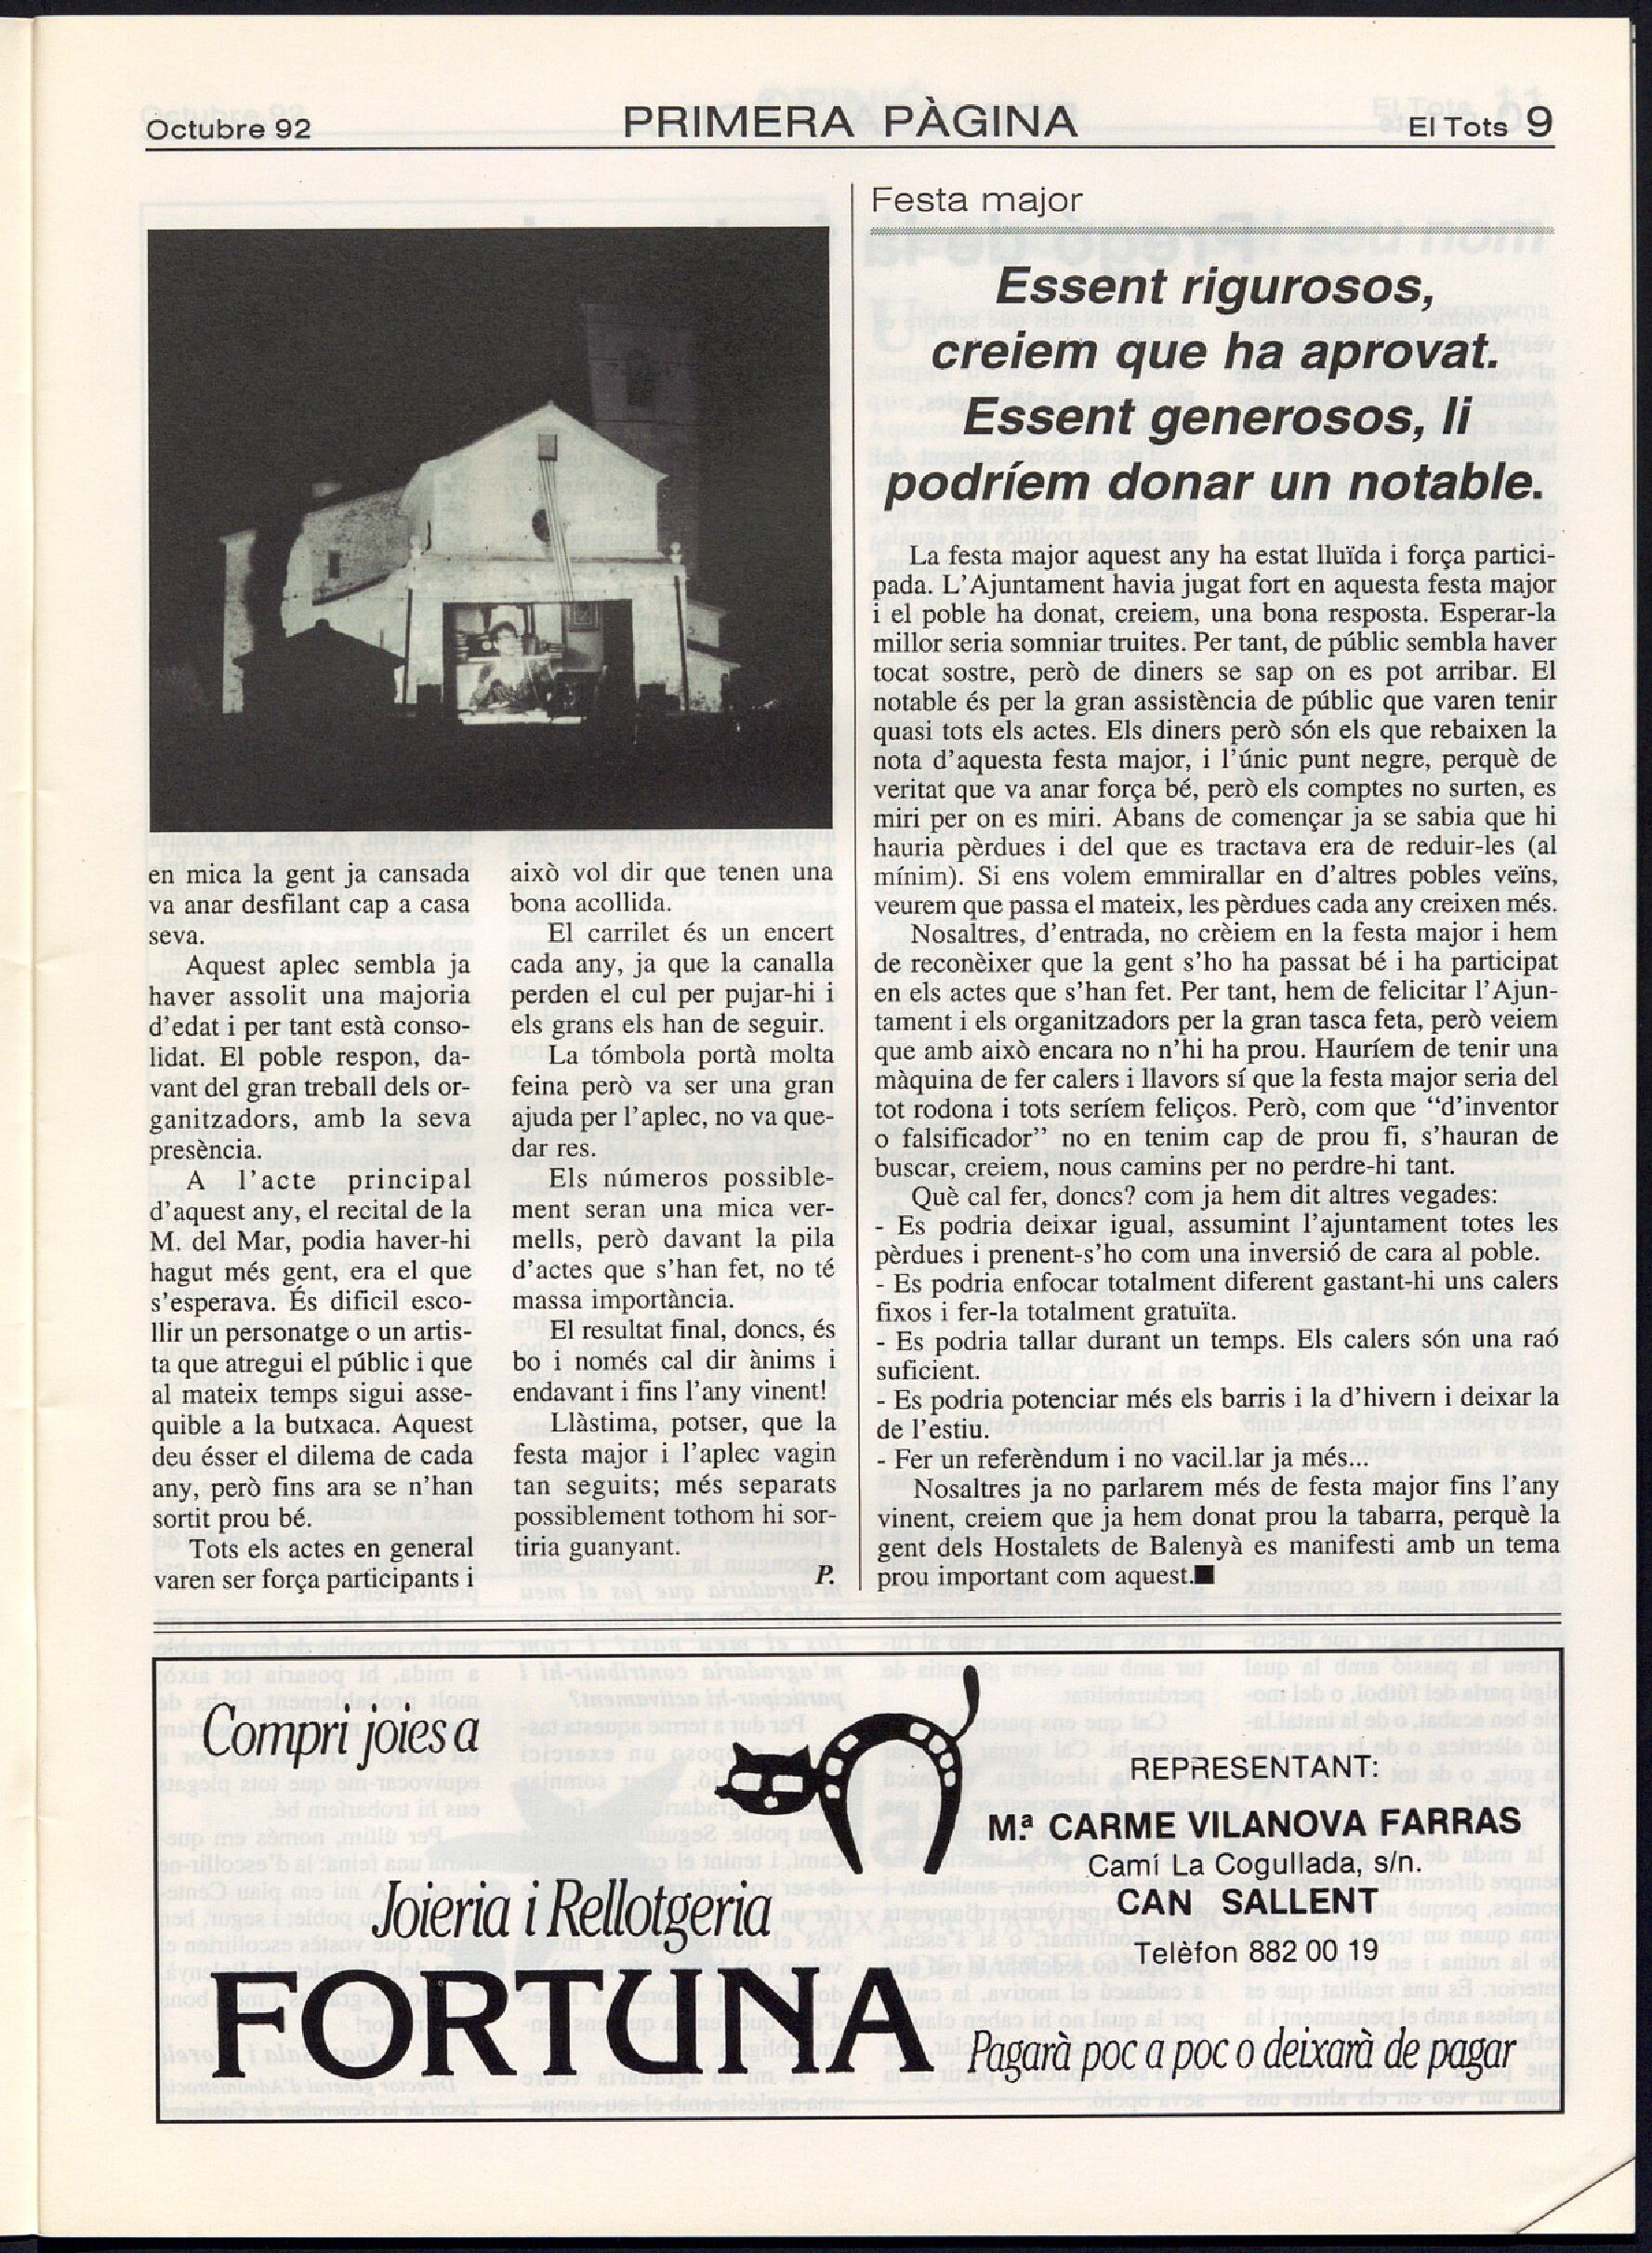 Octubre 92
PRIMERA PÀGINA
El Tots 9
en mica la gent ja cansada
va anar desfilant cap a casa
seva.
Aquest aplec sembla ja
haver assolit una majoria
d'edat i per tant està conso-
lidat. El poble respon, da-
vant del gran treball dels or-
ganitzadors, amb la seva
presència.
A l'acte principal
d'aquest any, el recital de la
M. del Mar, podia haver-hi
hagut més gent, era el que
s'esperava. És dificil esco-
llir un personatge o un artis-
ta que atregui el públic i que
al mateix temps sigui asse-
quible a la butxaca. Aquest
deu ésser el dilema de cada
any, però fins ara se n'han
sortit prou bé.
Tots els actes en general
varen ser força participants i
això vol dir que tenen una
bona acollida.
El carrilet és un encert
cada any, ja que la canalla
perden el cul per pujar-hi i
els grans els han de seguir.
La tómbola portà molta
feina però va ser una gran
ajuda per l'aplec, no va que-
dar res.
Els números possible-
ment seran una mica ver-
mells, però davant la pila
d'actes que s'han fet, no té
massa importància.
El resultat final, doncs, és
bo i només cal dir ànims i
endavant i fins l'any vinent!
Llàstima, potser, que la
festa major i l'aplec vagin
tan seguits; més separats
possiblement tothom hi sor-
tiria guanyant.
P.
Festa major
Essent rigurosos,
creiem que ha aprovat.
Essent generosos, li
podríem donar un notable.
La festa major aquest any ha estat lluïda i força partici-
pada. L'Ajuntament havia jugat fort en aquesta festa major
i el poble ha donat, creiem, una bona resposta. Esperar-la
millor seria somniar truites. Per tant, de públic sembla haver
tocat sostre, però de diners se sap on es pot arribar. El
notable és per la gran assistència de públic que varen tenir
quasi tots els actes. Els diners però són els que rebaixen la
nota d'aquesta festa major, i l'únic punt negre, perquè de
veritat que va anar força bé, però els comptes no surten, es
miri per on es miri. Abans de començar ja se sabia que hi
hauria pèrdues i del que es tractava era de reduir-les (al
mínim). Si ens volem emmirallar en d'altres pobles veïns,
veurem que passa el mateix, les pèrdues cada any creixen més.
Nosaltres, d'entrada, no crèiem en la festa major i hem
de reconèixer que la gent s'ho ha passat bé i ha participat
en els actes que s'han fet. Per tant, hem de felicitar l'Ajun-
tament i els organitzadors per la gran tasca feta, però veiem
que amb això encara no n'hi ha prou. Hauríem de tenir una
màquina de fer calers i llavors sí que la festa major seria del
tot rodona i tots seríem feliços. Però, com que "d'inventor
o falsificador" no en tenim cap de prou fi, s'hauran de
buscar, creiem, nous camins per no perdre-hi tant.
Què cal fer, doncs? com ja hem dit altres vegades:
- Es podria deixar igual, assumint l'ajuntament totes les
pèrdues i prenent-s'ho com una inversió de cara al poble.
- Es podria enfocar totalment diferent gastant-hi uns calers
fixos i fer-la totalment gratuïta.
- Es podria tallar durant un temps. Els calers són una raó
suficient.
- Es podria potenciar més els barris i la d'hivern i deixar la
de l'estiu.
- Fer un referèndum i no vacil.lar ja més...
Nosaltres ja no parlarem més de festa major fins l'any
vinent, creiem que ja hem donat prou la tabarra, perquè la
gent dels Hostalets de Balenyà es manifesti amb un tema
prou important com aquest.■
Compri joies a
Joieria i Rellotgeria
FORTUNA
REPRESENTANT:
M.ª CARME VILANOVA FARRAS
Camí La Cogullada, s/n.
CAN SALLENT
Telèfon 882 00 19
Pagarà poc a poc o deixarà de pagar